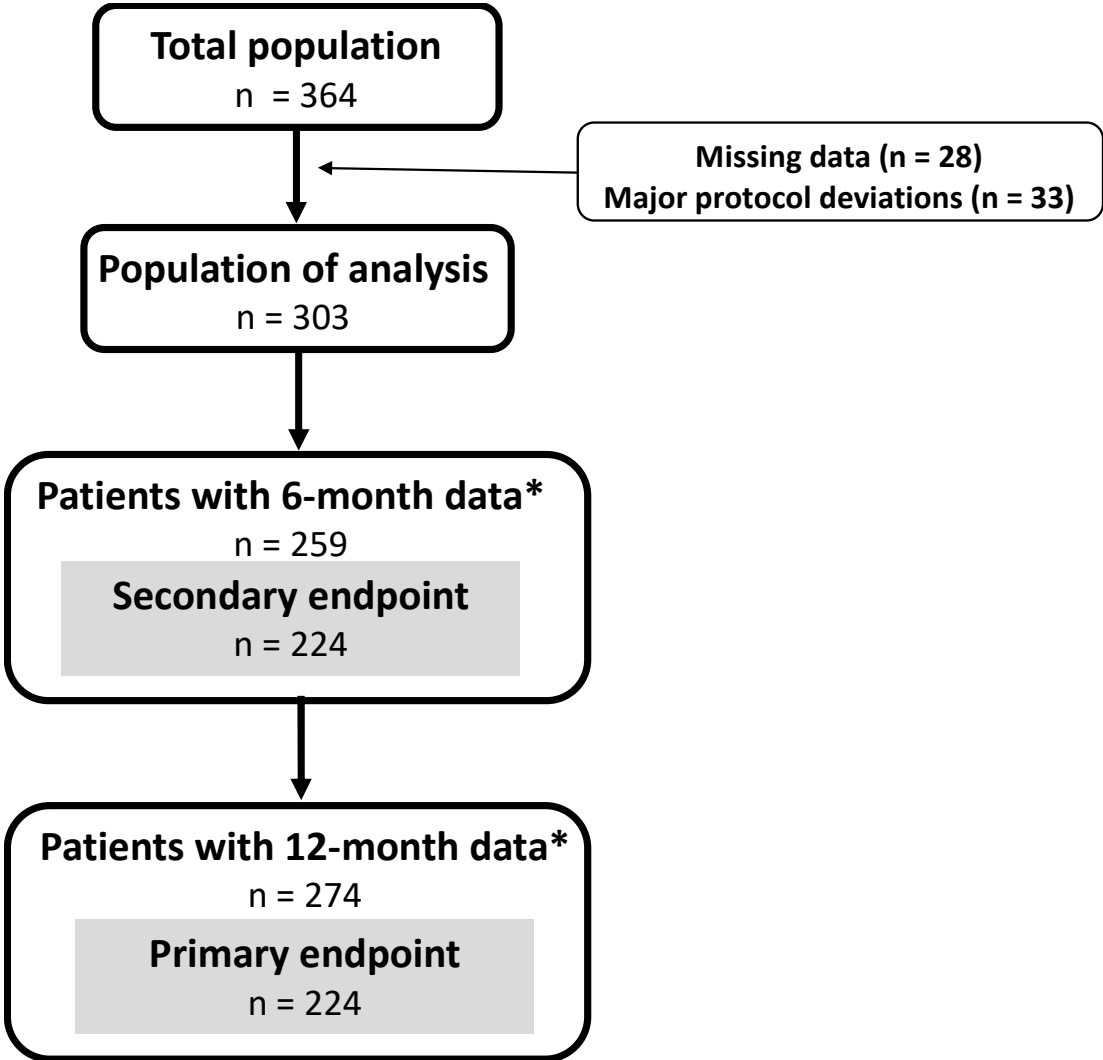 Total population
n = 364
Missing data (n = 28)
Major protocol deviations (n = 33)
Population of analysis
n = 303
Patients with 6-month data*
n = 259
Secondary endpoint
n = 224
Patients with 12-month data*
n = 274
Primary endpoint
n = 224